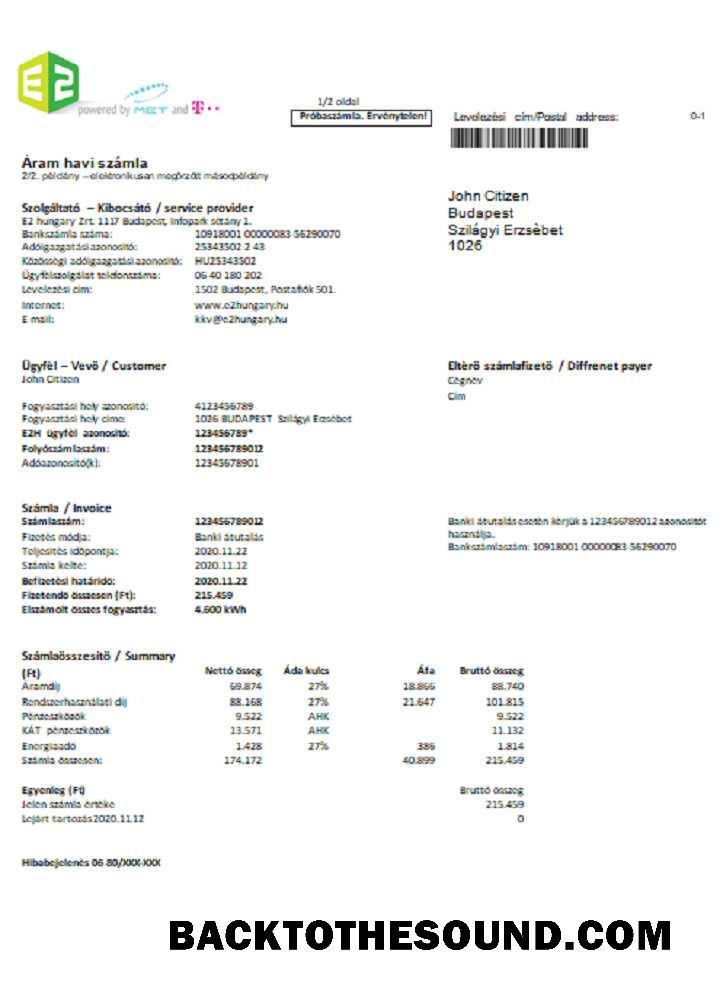 E2
powered by MET and T
1/2 oldal
Próbaszámla. Érvénytelen!
Levelezési cím/Postal address:
0-1
Áram havi számla
2/2. példány – elektronikusan megőrzött másodpéldány
John Citizen
Budapest
Szilágyi Erzsèbet
1026
Szolgáltató – Kibocsátó / service provider
E2 hungary Zrt. 1117 Budapest, Infopark sétány 1.
Bankszámla száma: 10918001 00000083 56290070
Adóigazgatási azonosító: 25343502 2 43
Közösségi adóigazgatási azonosító: HU25343502
Ügyfélszolgálat telefonszáma: 06 40 180 202
Levelezési cím: 1502 Budapest, Postafiók 501.
Internet: www.e2hungary.hu
E mail: kkv@e2hungary.hu
Ügyfèl – Vevő / Customer
John Citizen
Eltèrő számlafizető / Diffrenet payer
Cégnév
Cím
Fogyasztási hely azonosító: 4123456789
Fogyasztási hely címe: 1026 BUDAPEST Szilágyi Erzsébet
E2H ügyfél azonosító: 123456789*
Folyószámlaszám: 123456789012
Adóazonosító(k): 12345678901
Számla / Invoice
Számlaszám: 123456789012
Fizetés módja: Banki átutalás
Teljesítés időpontja: 2020.11.22
Számla kelte: 2020.11.12
Befizetési határidő: 2020.11.22
Fizetendő összesen (Ft): 215.459
Elszámolt összes fogyasztás: 4.600 kWh
Banki átutalás esetén kérjük a 123456789012 azonosítót
használja.
Bankszámlaszám: 10918001 00000083 56290070
Számlaösszesítő / Summary
(Ft) Nettó össeg Áda kulcs Áfa Bruttó összeg
Áramdíj 69.874 27% 18.866 88.740
Rendszerhasználati díj 88.168 27% 21.647 101.815
Pénzeszközök 9.522 AHK 9.522
KÁT pénzeszközök 13.571 AHK 11.132
Energiaadó 1.428 27% 386 1.814
Számla összesen: 174.172 40.899 215.459
Egyenleg (Ft) Bruttó összeg
Jelen számla értéke 215.459
Lejárt tartozás 2020.11.12 0
Hibabejelenés 06 80/XXX-XXX
BACKTOTHESOUND.COM